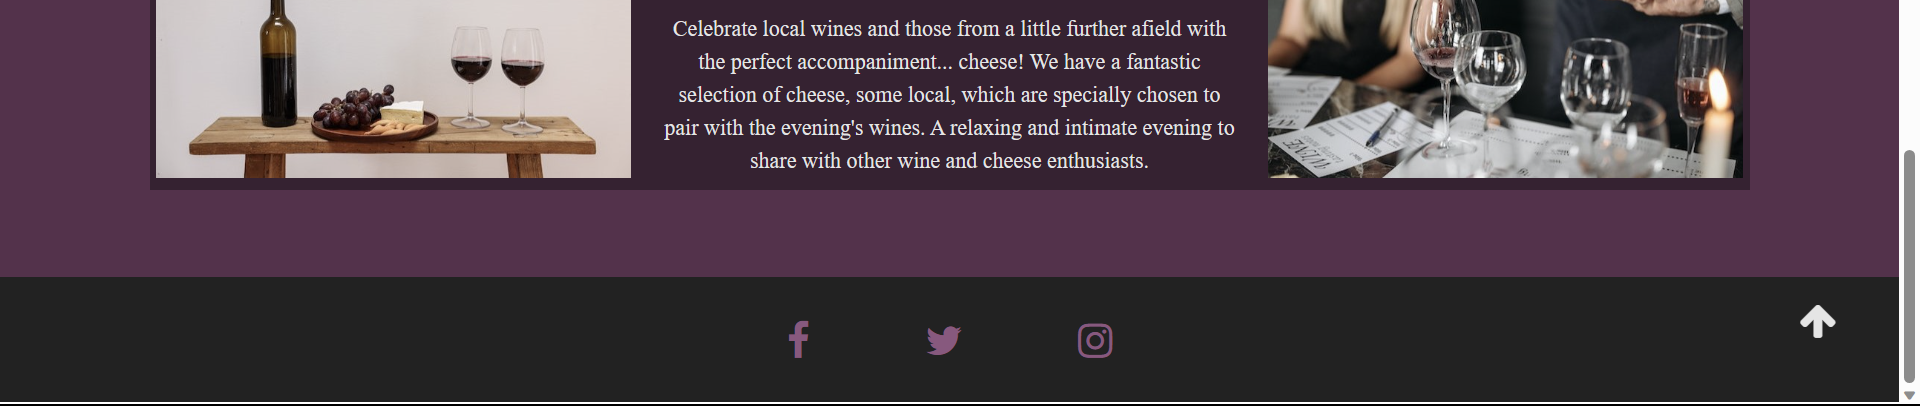 Celebrate local wines and those from a little further afield with
the perfect accompaniment... cheese! We have a fantastic
selection of cheese, some local, which are specially chosen to
pair with the evening's wines. A relaxing and intimate evening to
share with other wine and cheese enthusiasts.